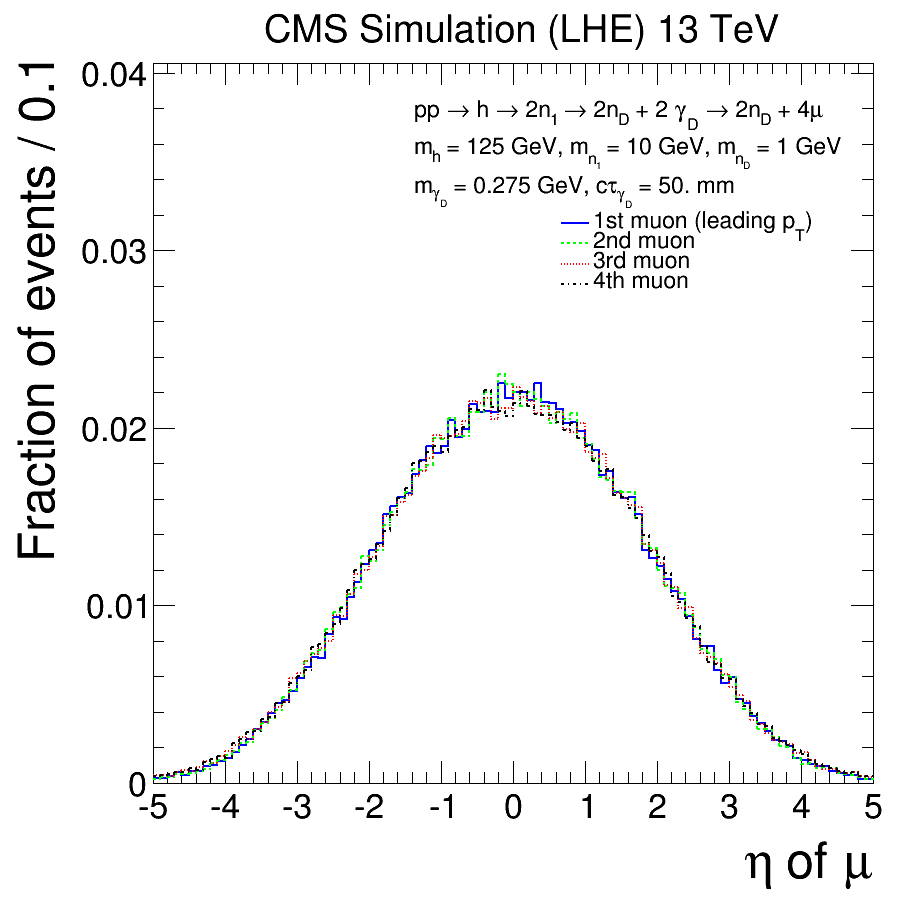 CMS Simulation (LHE) 13 TeV
Fraction of events / 0.1
0.04
0.03
0.02
0.01
0
pp → h → 2n₁ → 2n_D + 2 γ_D → 2n_D + 4μ
m_h = 125 GeV, m_n₁ = 10 GeV, m_n_D = 1 GeV
m_γ_D = 0.275 GeV, cτ_γ_D = 50. mm
1st muon (leading p_T)
2nd muon
3rd muon
4th muon
-5 -4 -3 -2 -1 0 1 2 3 4 5
η of μ